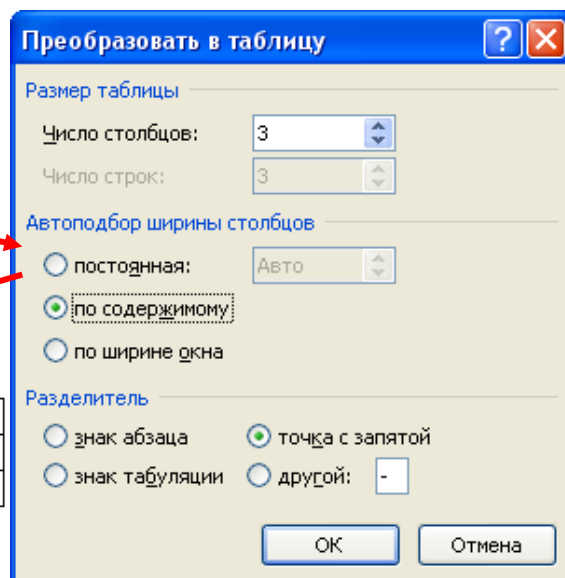 Преобразовать в таблицу
Размер таблицы
Число столбцов: 3
Число строк: 3
Автоподбор ширины столбцов
постоянная: Авто
по содержимому
по ширине окна
Разделитель
знак абзаца точка с запятой
знак табуляции другой: -
ОК Отмена